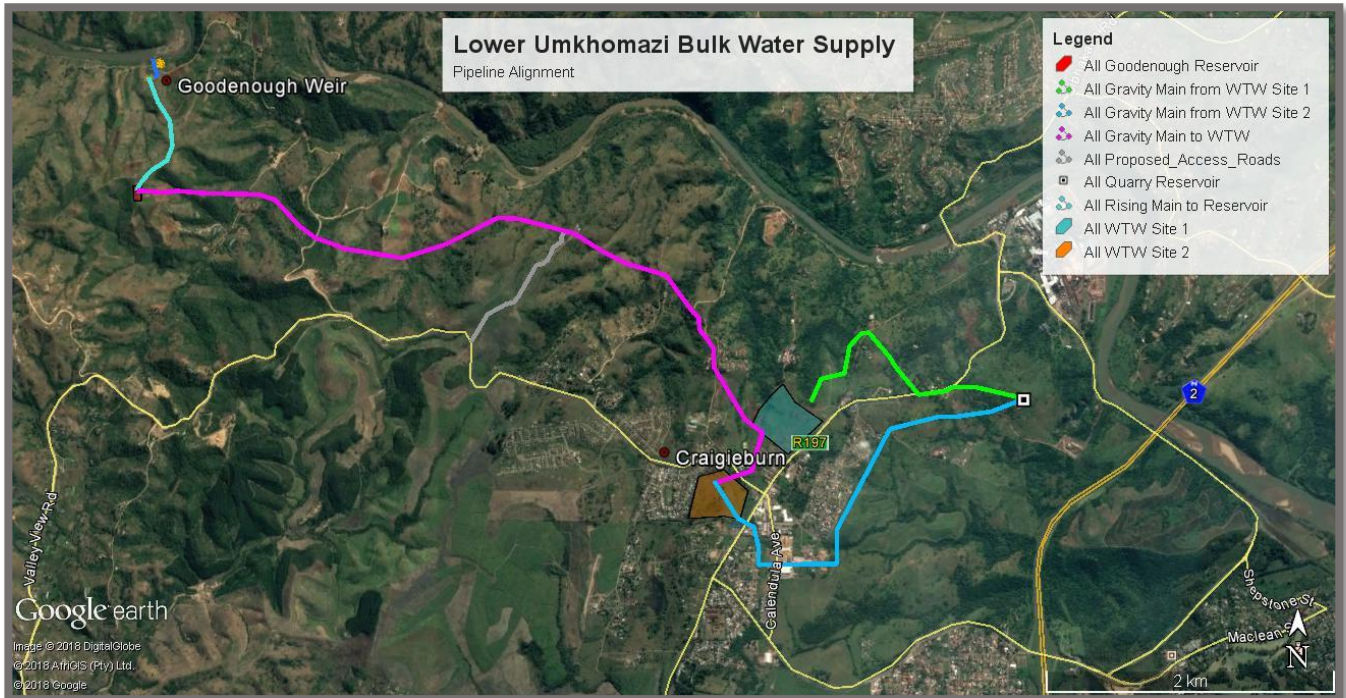 Lower Umkhomazi Bulk Water Supply
Pipeline Alignment
Legend
All Goodenough Reservoir
All Gravity Main from WTW Site 1
All Gravity Main from WTW Site 2
All Gravity Main to WTW
All Proposed_Access_Roads
All Quarry Reservoir
All Rising Main to Reservoir
All WTW Site 1
All WTW Site 2
Goodenough Weir
2
R197
Craigieburn
Valley View Rd
Calendula Ave
Shepstone St
Maclean St
N
2 km
Google earth
Image © 2018 DigitalGlobe
© 2018 AfriGIS (Pty) Ltd.
© 2018 Google